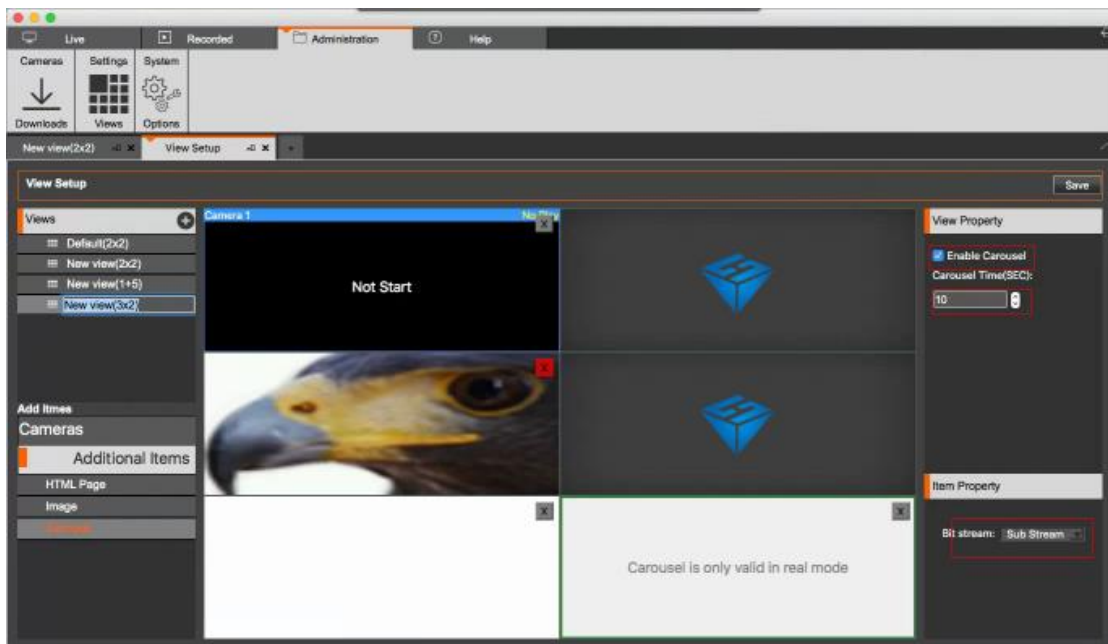 Live
Recorded
Administration
Help
Cameras
Settings
System
Downloads
Views
Options
New view(2x2)
View Setup
View Setup
Save
Views
Default(2x2)
New view(2x2)
New view(1+5)
New view(3x2)
Add Itmes
Cameras
Additional Items
HTML Page
Image
Camera 1
No
X
Not Start
X
X
X
Carousel is only valid in real mode
View Property
Enable Carousel
Carousel Time(SEC):
10
Item Property
Bit stream: Sub Stream